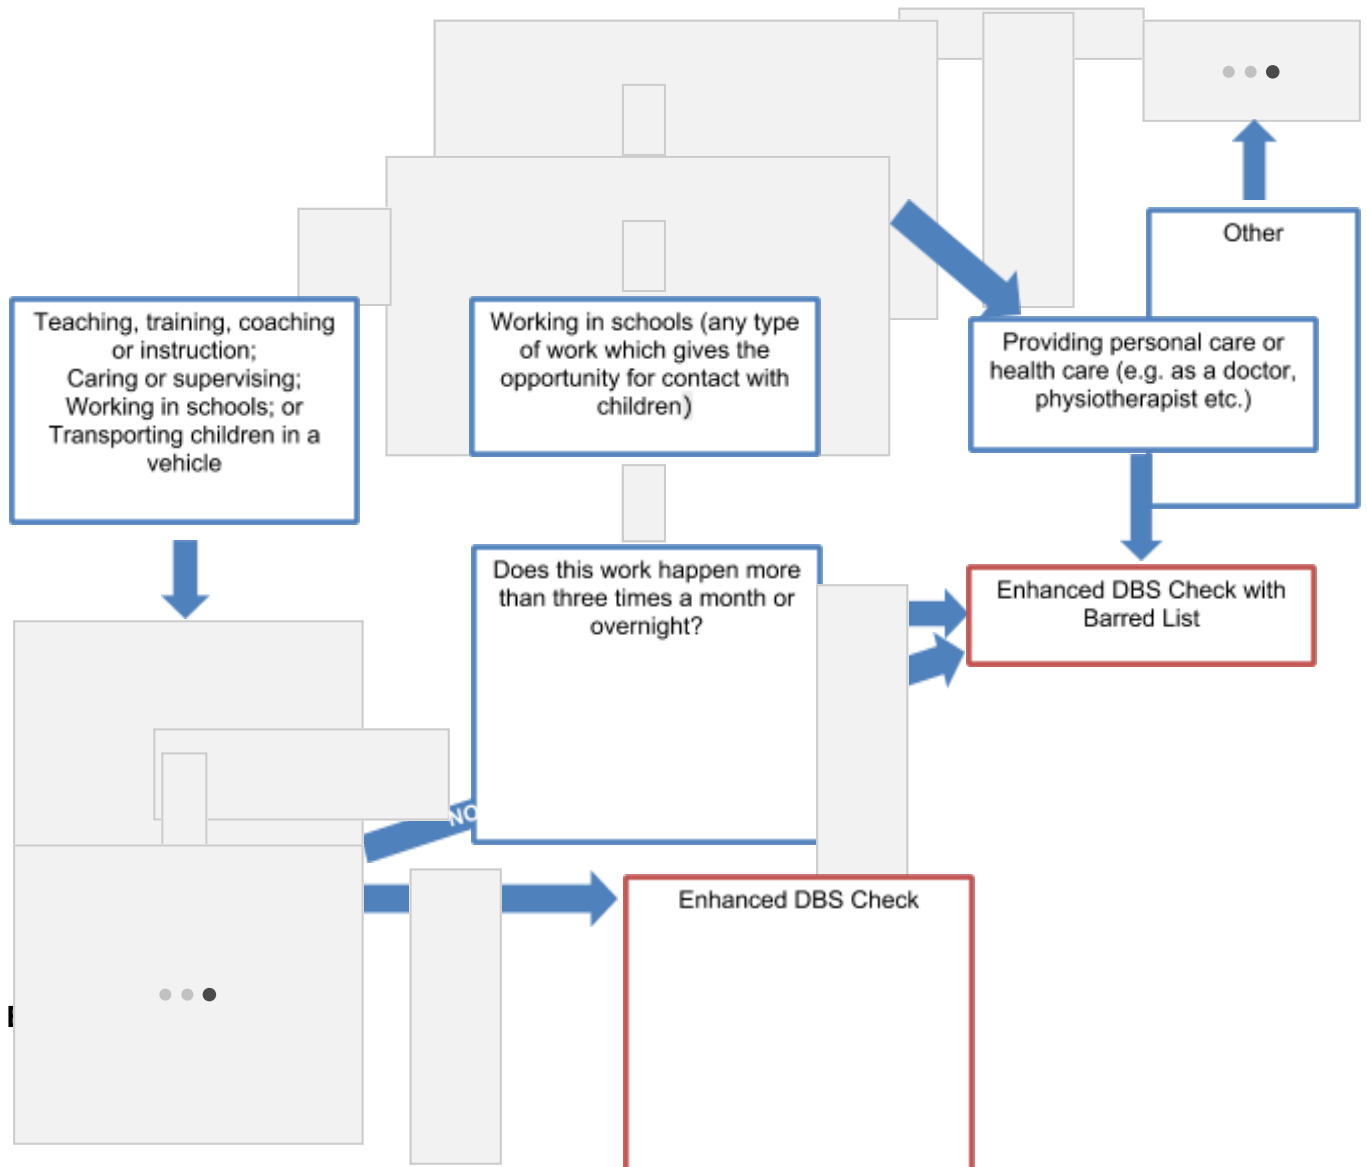 Other
Teaching, training, coaching
or instruction;
Caring or supervising;
Working in schools; or
Transporting children in a
vehicle
Working in schools (any type
of work which gives the
opportunity for contact with
children)
Providing personal care or
health care (e.g. as a doctor,
physiotherapist etc.)
Does this work happen more
than three times a month or
overnight?
Enhanced DBS Check with
Barred List
NO
Enhanced DBS Check